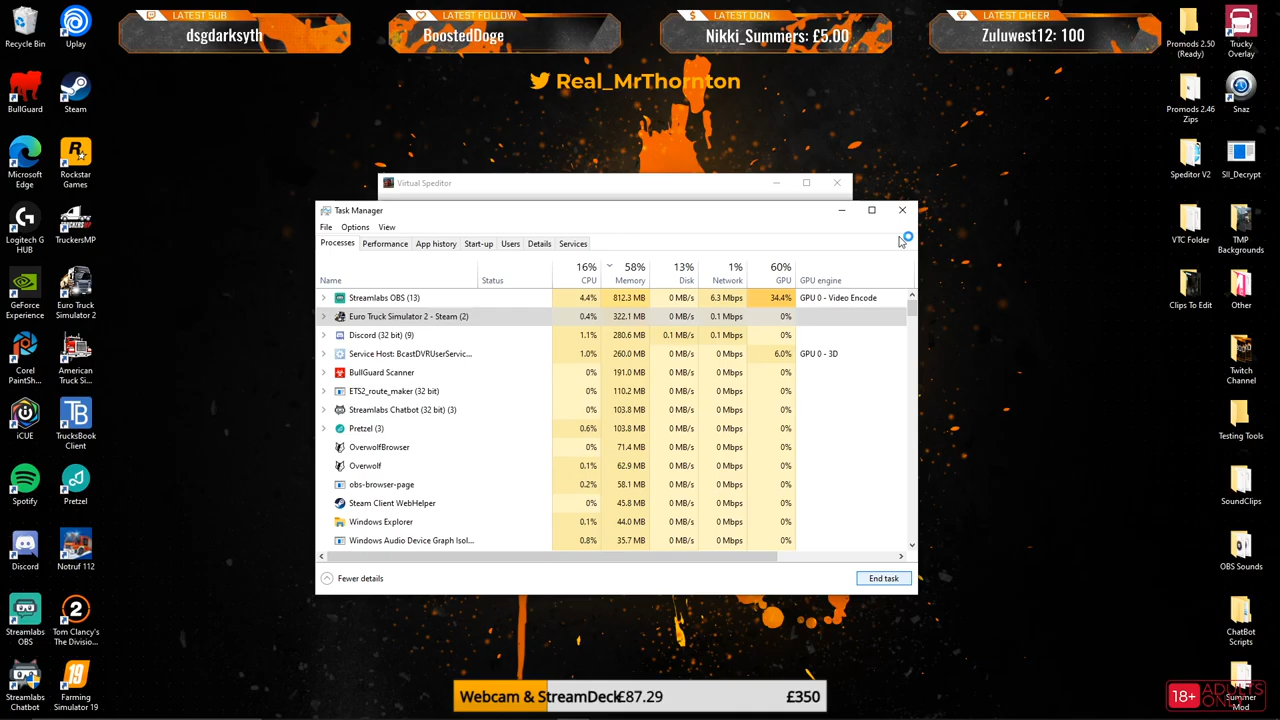 LATEST SUB
dsgdarksyth
LATEST FOLLOW
BoostedDoge
LATEST DON
Nikki_Summers: £5.00
LATEST CHEER
Zuluwest12: 100
Real_MrThornton
Recycle Bin
Uplay
BullGuard
Steam
Microsoft
Edge
Rockstar
Games
Logitech G
HUB
TruckersMP
GeForce
Experience
Euro Truck
Simulator 2
Corel
PaintSh...
American
Truck Si...
iCUE
TrucksBook
Client
Spotify
Pretzel
Discord
Notruf 112
Streamlabs
OBS
Tom Clancy's
The Divisio...
Streamlabs
Chatbot
Farming
Simulator 19
Virtual Speditor
Task Manager
File Options View
Processes Performance App history Start-up Users Details Services
16% 58% 13% 1% 60%
Name Status CPU Memory Disk Network GPU GPU engine
Streamlabs OBS (13) 4.4% 812.3 MB 0 MB/s 6.3 Mbps 34.4% GPU 0 - Video Encode
Euro Truck Simulator 2 - Steam (2) 0.4% 322.1 MB 0 MB/s 0.1 Mbps 0%
Discord (32 bit) (9) 1.1% 280.6 MB 0.1 MB/s 0.1 Mbps 0%
Service Host: BcastDVRUserServic... 1.0% 260.0 MB 0 MB/s 0 Mbps 6.0% GPU 0 - 3D
BullGuard Scanner 0% 191.0 MB 0 MB/s 0 Mbps 0%
ETS2_route_maker (32 bit) 0% 110.2 MB 0 MB/s 0 Mbps 0%
Streamlabs Chatbot (32 bit) (3) 0% 103.8 MB 0 MB/s 0 Mbps 0%
Pretzel (3) 0.6% 103.8 MB 0 MB/s 0 Mbps 0%
OverwolfBrowser 0% 71.4 MB 0 MB/s 0 Mbps 0%
Overwolf 0.1% 62.9 MB 0 MB/s 0 Mbps 0%
obs-browser-page 0.2% 58.1 MB 0 MB/s 0 Mbps 0%
Steam Client WebHelper 0% 45.8 MB 0 MB/s 0 Mbps 0%
Windows Explorer 0.1% 44.0 MB 0 MB/s 0 Mbps 0%
Windows Audio Device Graph Isol... 0.8% 35.7 MB 0 MB/s 0 Mbps 0%
Fewer details
End task
Promods 2.50
(Ready)
Trucky
Overlay
Promods 2.46
Zips
Snaz
Speditor V2
SII_Decrypt
VTC Folder
TMP
Backgrounds
Clips To Edit
Other
Twitch
Channel
Testing Tools
SoundClips
OBS Sounds
ChatBot
Scripts
Summer
Mod
Webcam & StreamDeck £87.29 £350
18+ ADULTS
ONLY